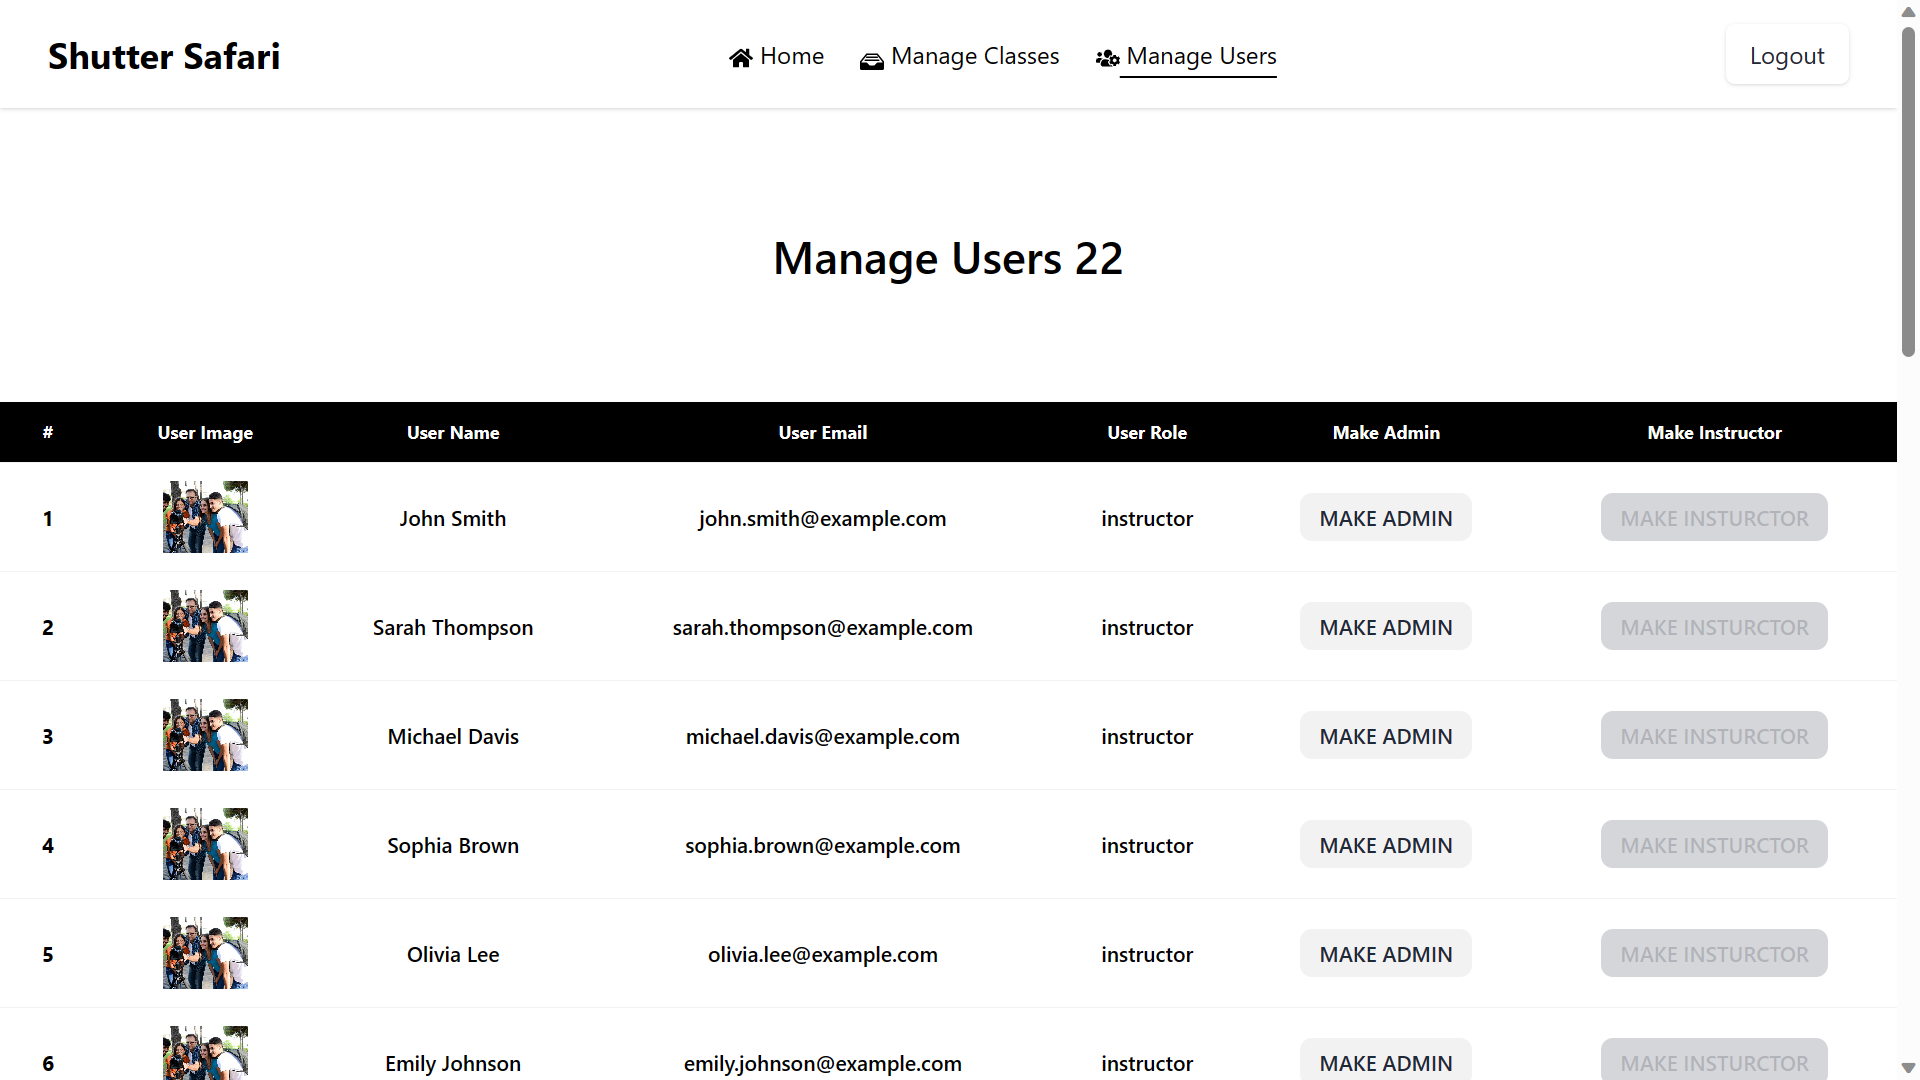 Shutter Safari Home Manage Classes Manage Users Logout
Manage Users 22
# User Image User Name User Email User Role Make Admin Make Instructor
1 John Smith john.smith@example.com instructor MAKE ADMIN MAKE INSTURCTOR
2 Sarah Thompson sarah.thompson@example.com instructor MAKE ADMIN MAKE INSTURCTOR
3 Michael Davis michael.davis@example.com instructor MAKE ADMIN MAKE INSTURCTOR
4 Sophia Brown sophia.brown@example.com instructor MAKE ADMIN MAKE INSTURCTOR
5 Olivia Lee olivia.lee@example.com instructor MAKE ADMIN MAKE INSTURCTOR
6 Emily Johnson emily.johnson@example.com instructor MAKE ADMIN MAKE INSTURCTOR